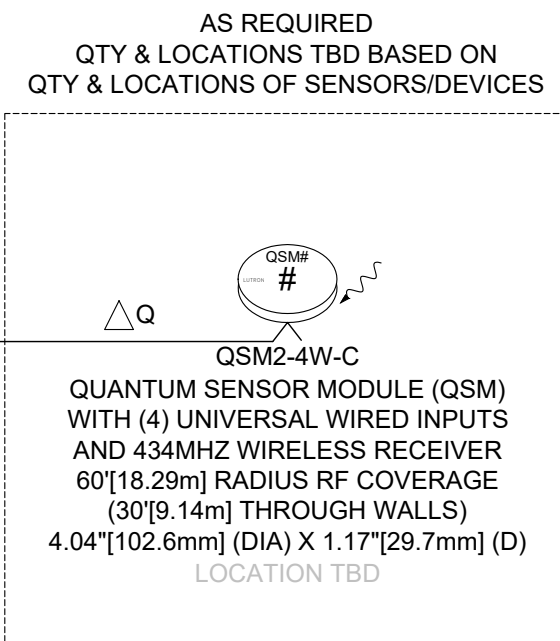 AS REQUIRED
QTY & LOCATIONS TBD BASED ON
QTY & LOCATIONS OF SENSORS/DEVICES
QSM#
LUTRON
#
Q
QSM2-4W-C
QUANTUM SENSOR MODULE (QSM)
WITH (4) UNIVERSAL WIRED INPUTS
AND 434MHZ WIRELESS RECEIVER
60'[18.29m] RADIUS RF COVERAGE
(30'[9.14m] THROUGH WALLS)
4.04"[102.6mm] (DIA) X 1.17"[29.7mm] (D)
LOCATION TBD